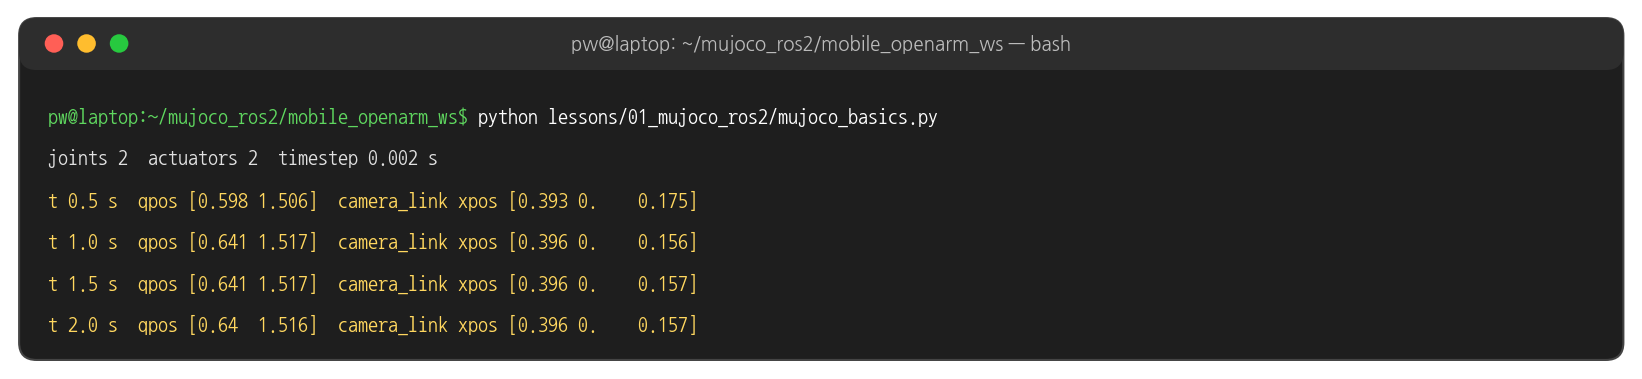 pw@laptop: ~/mujoco_ros2/mobile_openarm_ws — bash
pw@laptop:~/mujoco_ros2/mobile_openarm_ws$ python lessons/01_mujoco_ros2/mujoco_basics.py
joints 2  actuators 2  timestep 0.002 s
t 0.5 s  qpos [0.598 1.506]  camera_link xpos [0.393 0.    0.175]
t 1.0 s  qpos [0.641 1.517]  camera_link xpos [0.396 0.    0.156]
t 1.5 s  qpos [0.641 1.517]  camera_link xpos [0.396 0.    0.157]
t 2.0 s  qpos [0.64  1.516]  camera_link xpos [0.396 0.    0.157]